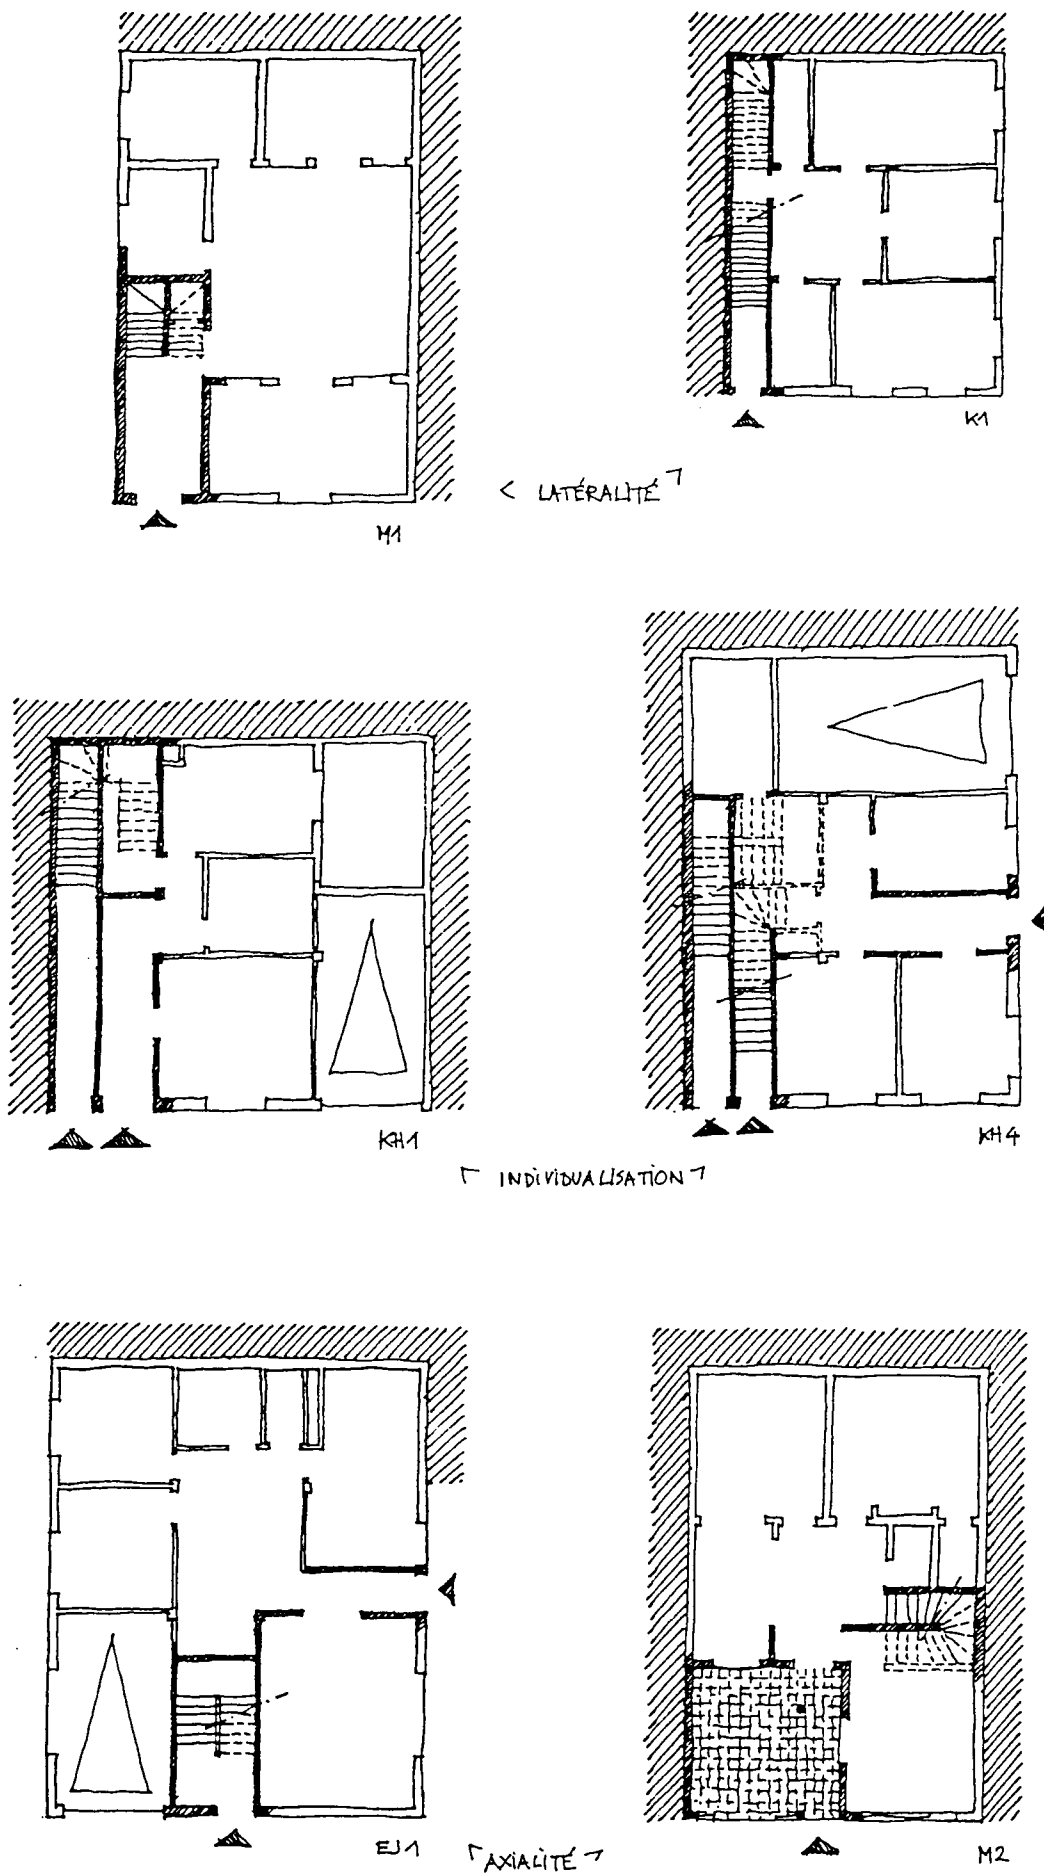 K1
< LATÉRALITÉ ┐
M1
KH1
KH4
┌ INDIVIDUALISATION ┐
EJ1
┌ AXIALITÉ ┐
M2